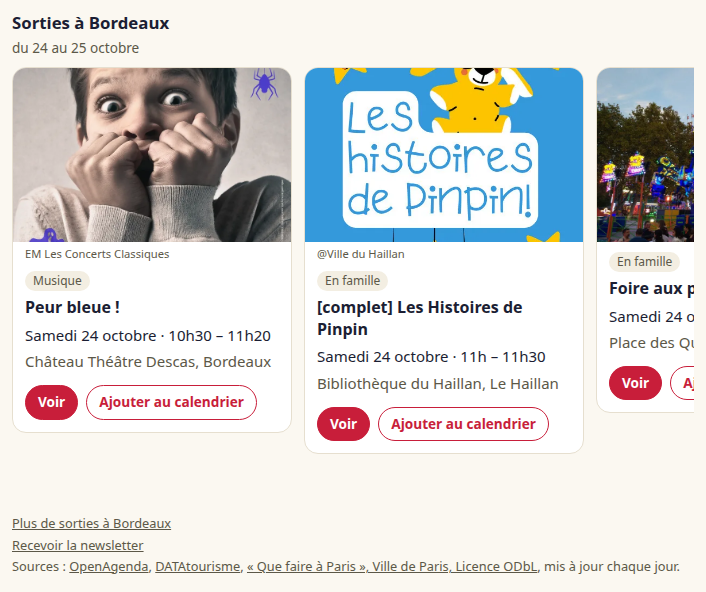 Sorties à Bordeaux
du 24 au 25 octobre
EM Les Concerts Classiques
Musique
Peur bleue !
Samedi 24 octobre · 10h30 – 11h20
Château Théâtre Descas, Bordeaux
Voir
Ajouter au calendrier
Les
histoires
de Pinpin!
@Ville du Haillan
En famille
[complet] Les Histoires de
Pinpin
Samedi 24 octobre · 11h – 11h30
Bibliothèque du Haillan, Le Haillan
Voir
Ajouter au calendrier
En famille
Foire aux p
Samedi 24 o
Place des Qu
Voir
Aj
Plus de sorties à Bordeaux
Recevoir la newsletter
Sources : OpenAgenda, DATAtourisme, « Que faire à Paris », Ville de Paris, Licence ODbL, mis à jour chaque jour.